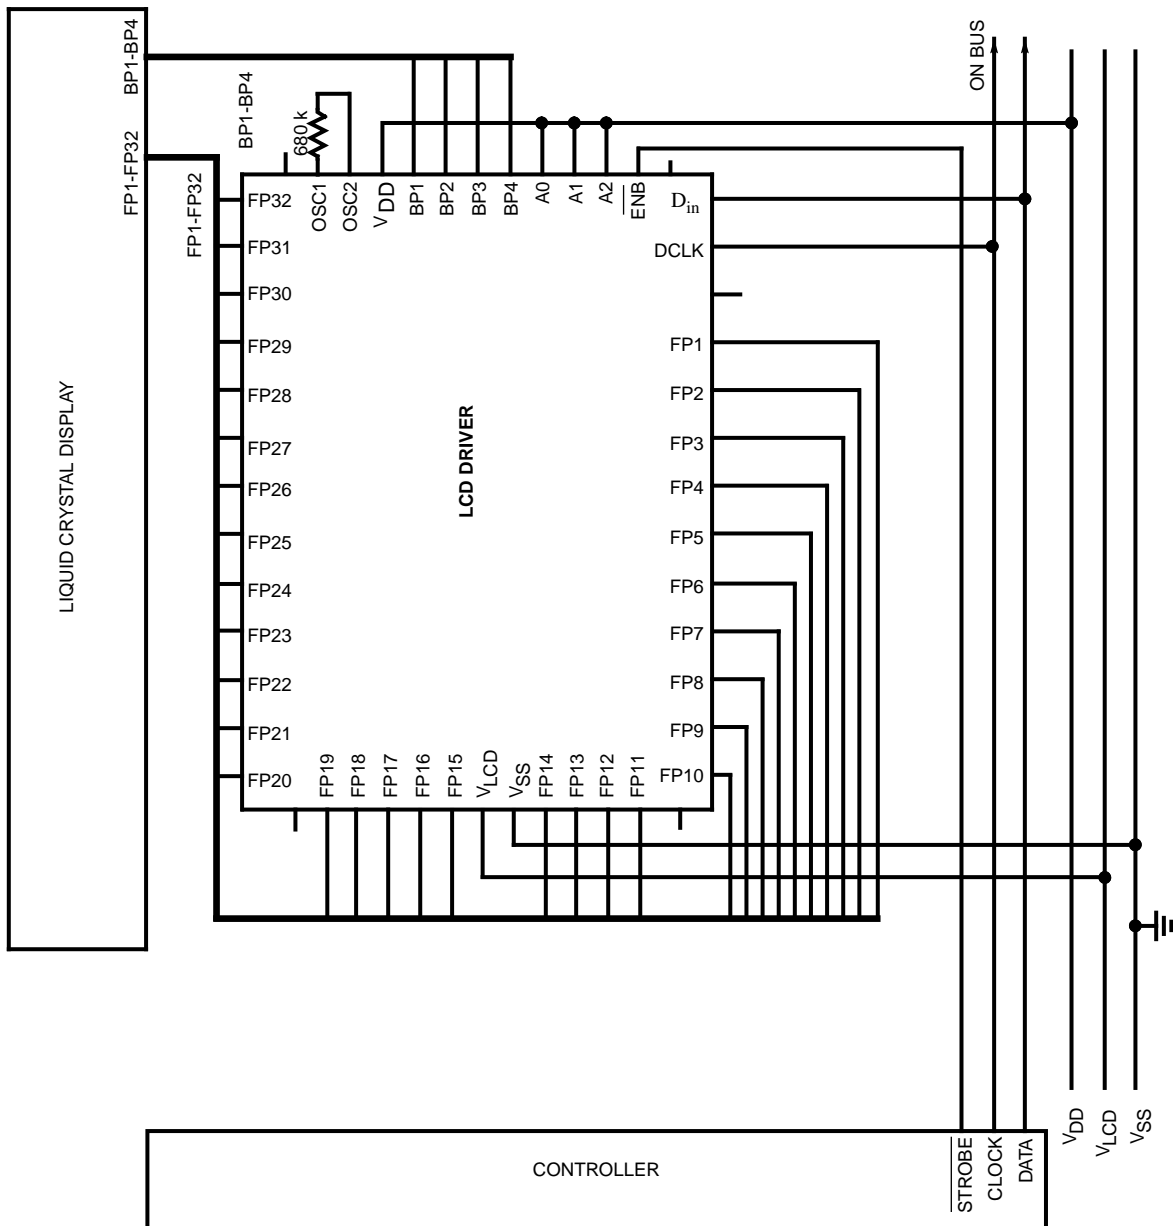 BP1-BP4
FP1-FP32
BP1-BP4
FP1-FP32
680 k
ON BUS
LIQUID CRYSTAL DISPLAY
LCD DRIVER
OSC1
OSC2
VDD
BP1
BP2
BP3
BP4
A0
A1
A2
ENB
Din
DCLK
FP32
FP31
FP30
FP29
FP28
FP27
FP26
FP25
FP24
FP23
FP22
FP21
FP20
FP1
FP2
FP3
FP4
FP5
FP6
FP7
FP8
FP9
FP10
FP19
FP18
FP17
FP16
FP15
VLCD
VSS
FP14
FP13
FP12
FP11
CONTROLLER
STROBE
CLOCK
DATA
VDD
VLCD
VSS